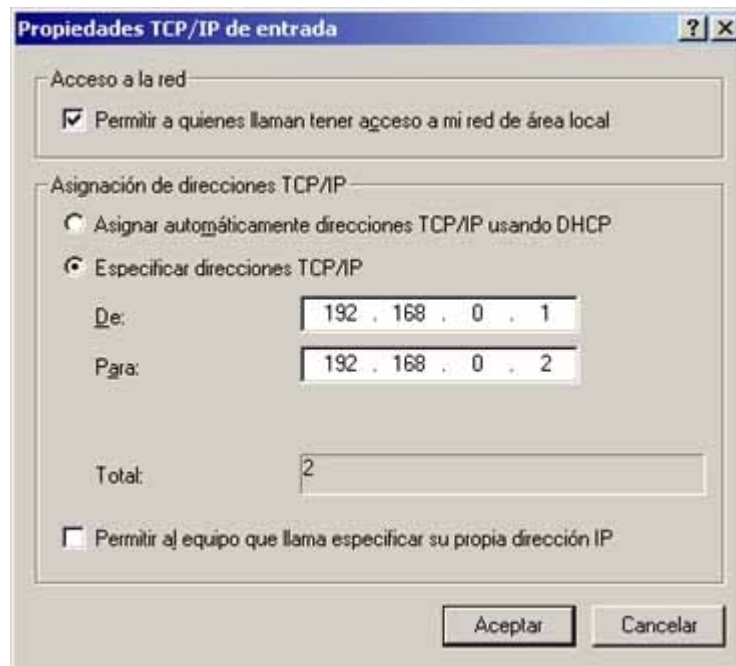 Propiedades TCP/IP de entrada
Acceso a la red
Permitir a quienes llaman tener acceso a mi red de área local
Asignación de direcciones TCP/IP
Asignar automáticamente direcciones TCP/IP usando DHCP
Especificar direcciones TCP/IP
De: 192 . 168 . 0 . 1
Para: 192 . 168 . 0 . 2
Total: 2
Permitir al equipo que llama especificar su propia dirección IP
Aceptar Cancelar